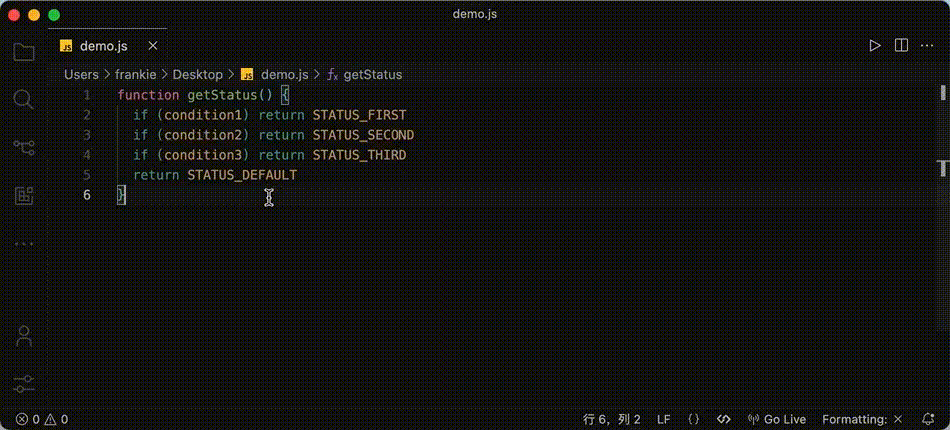 demo.js
JS demo.js
Users > frankie > Desktop > JS demo.js > fx getStatus
1 function getStatus() {
2 if (condition1) return STATUS_FIRST
3 if (condition2) return STATUS_SECOND
4 if (condition3) return STATUS_THIRD
5 return STATUS_DEFAULT
6 }
0 0 行 6，列 2 LF {} Go Live Formatting: ×